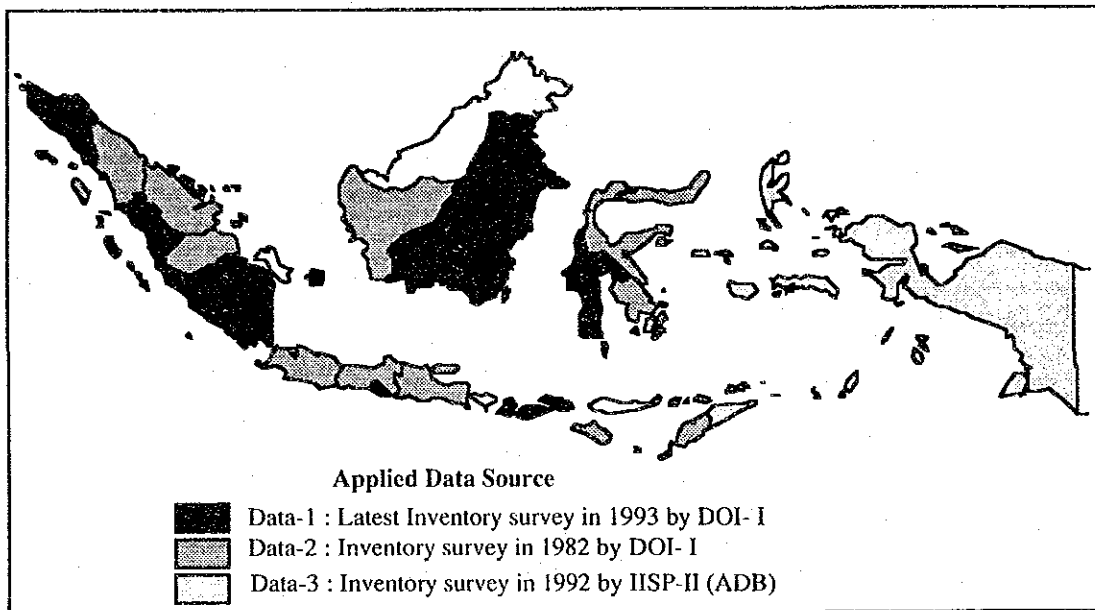 Applied Data Source
Data-1 : Latest Inventory survey in 1993 by DOI- I
Data-2 : Inventory survey in 1982 by DOI- I
Data-3 : Inventory survey in 1992 by IISP-II (ADB)